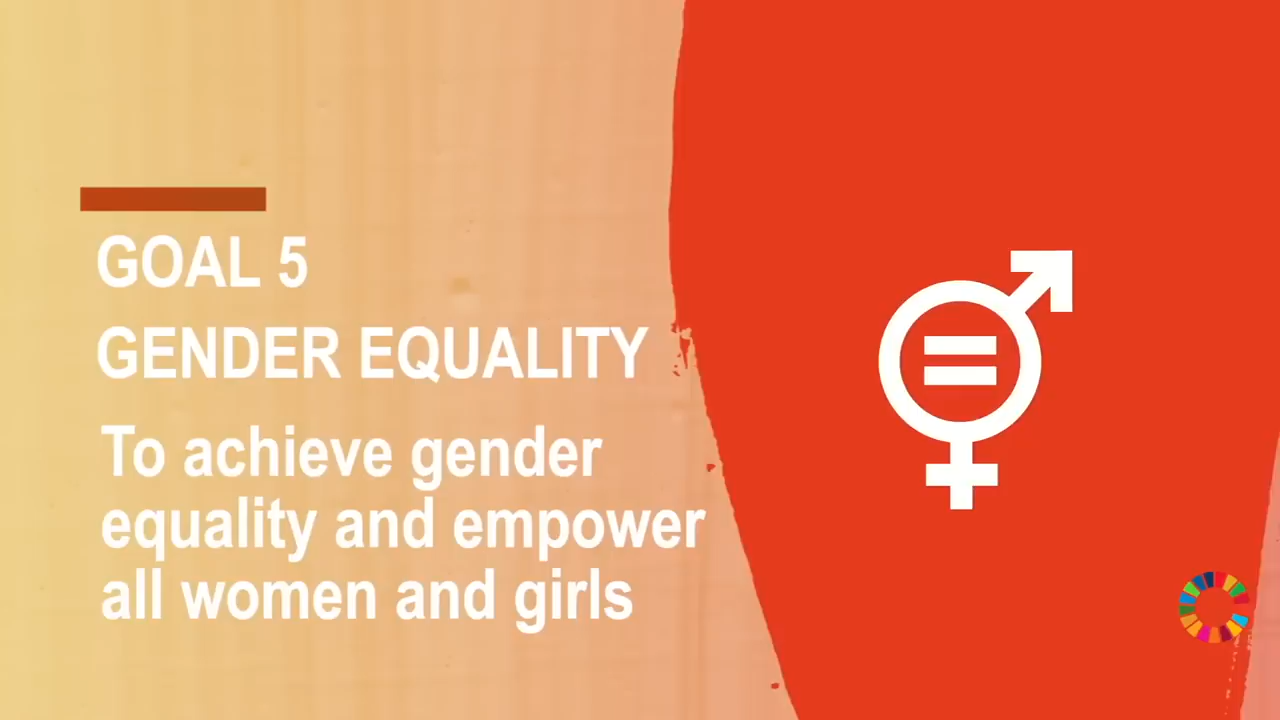 GOAL 5
GENDER EQUALITY
To achieve gender
equality and empower
all women and girls